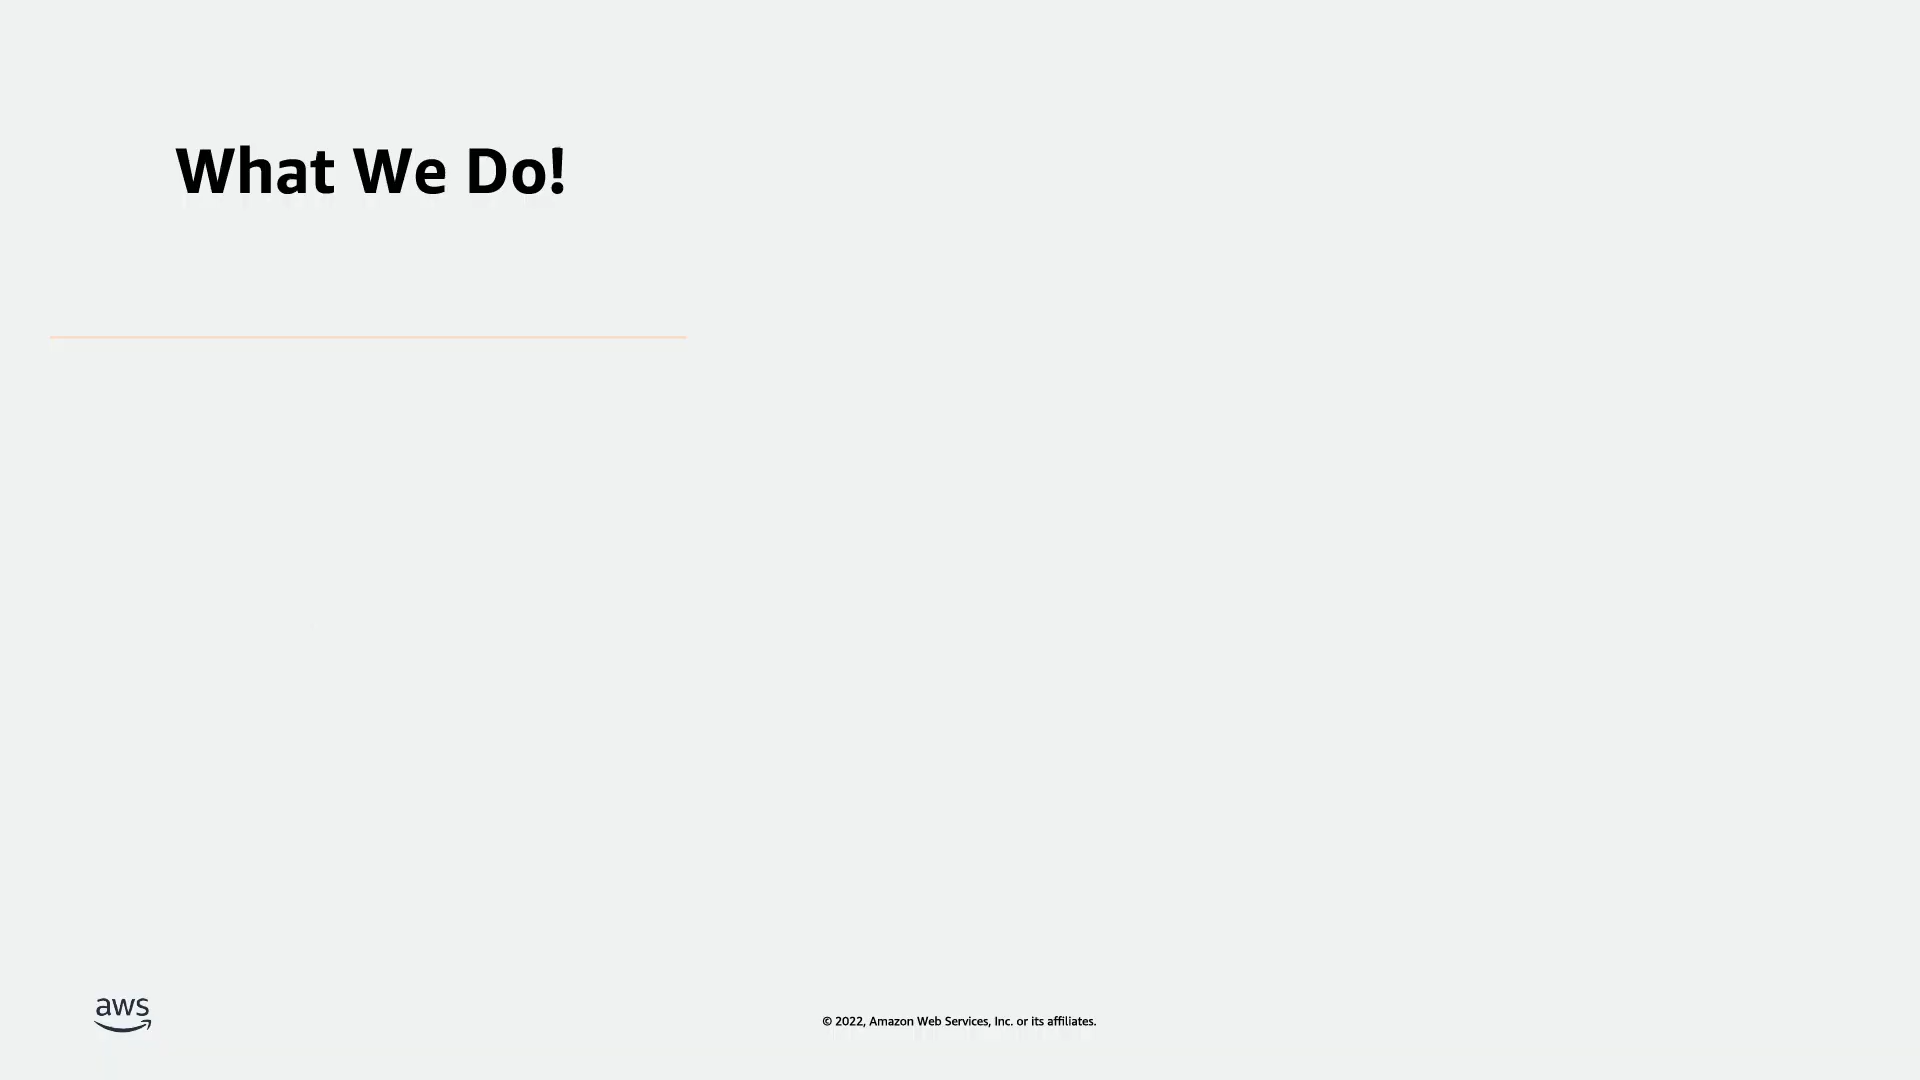 What We Do!
aws
© 2022, Amazon Web Services, Inc. or its affiliates.